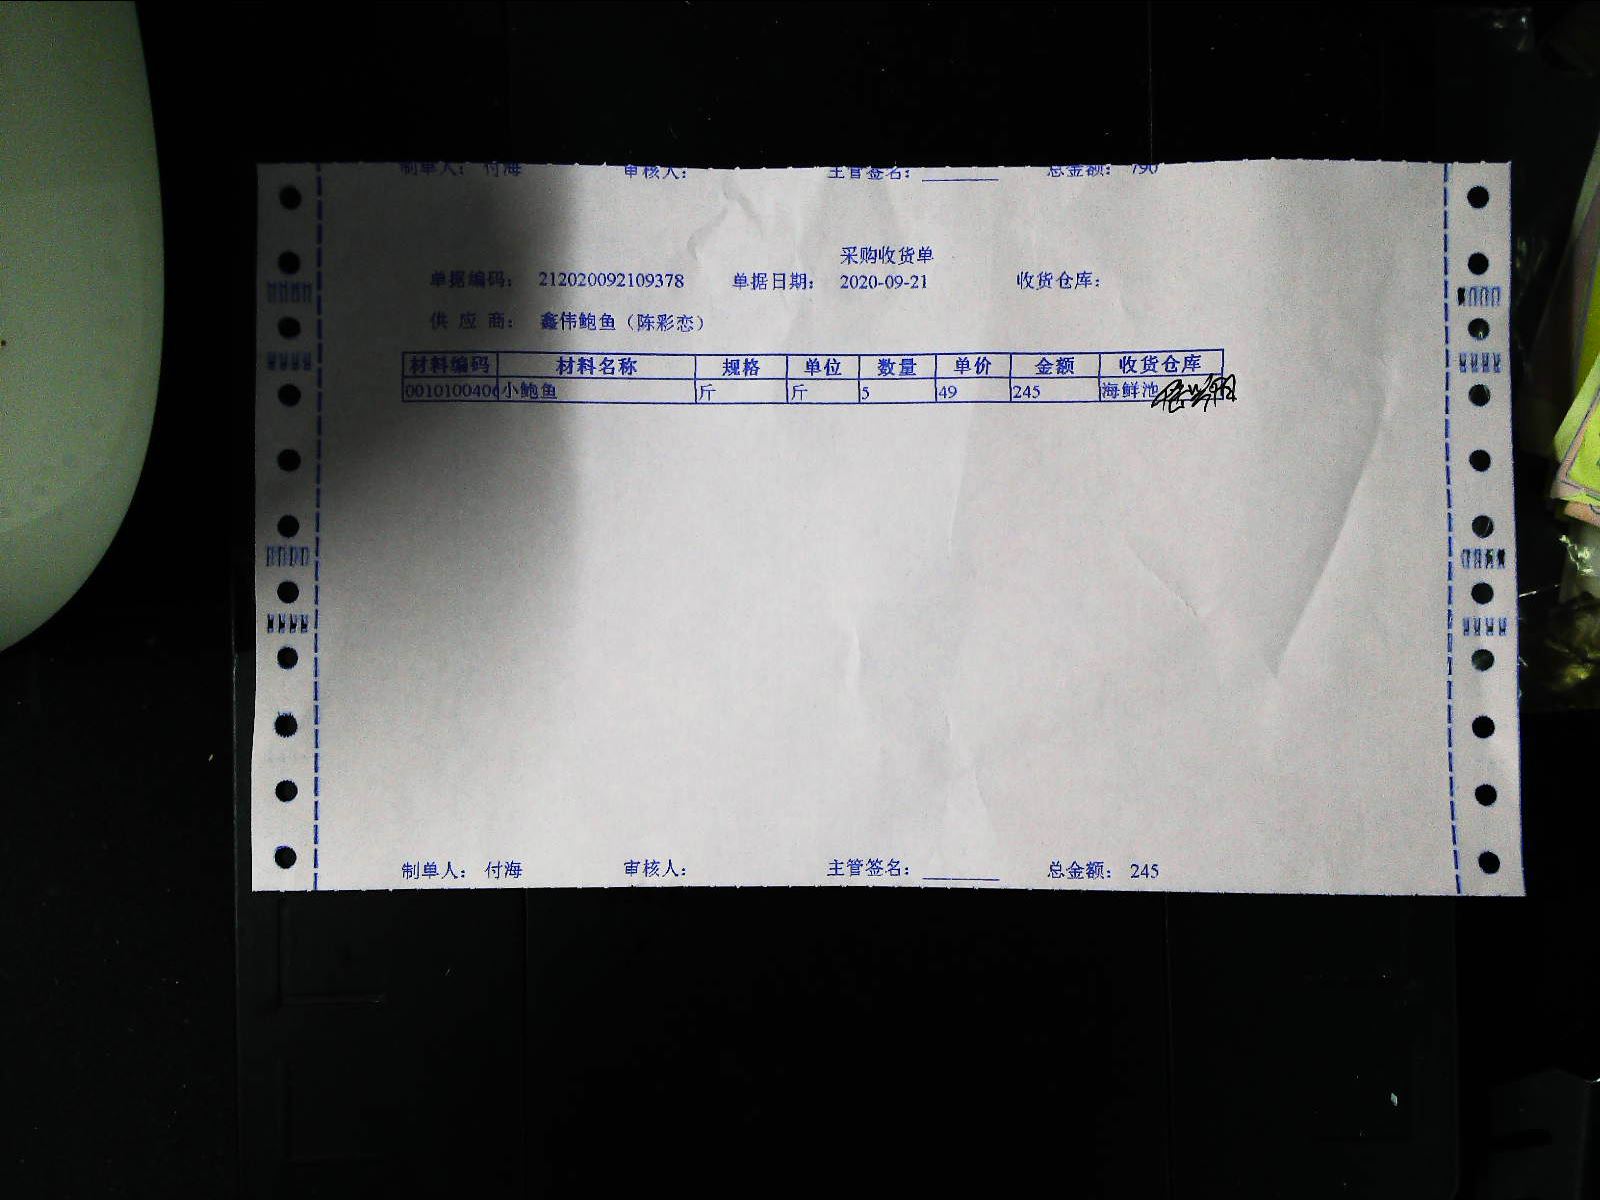 制单人： 付海 审核人： 主管签名：________ 总金额： 790
采购收货单
单据编码： 212020092109378 单据日期： 2020-09-21 收货仓库：
供 应 商： 鑫伟鲍鱼（陈彩恋）
材料编码 材料名称 规格 单位 数量 单价 金额 收货仓库
0010100406 小鲍鱼 斤 斤 5 49 245 海鲜池
制单人： 付海 审核人： 主管签名：________ 总金额： 245